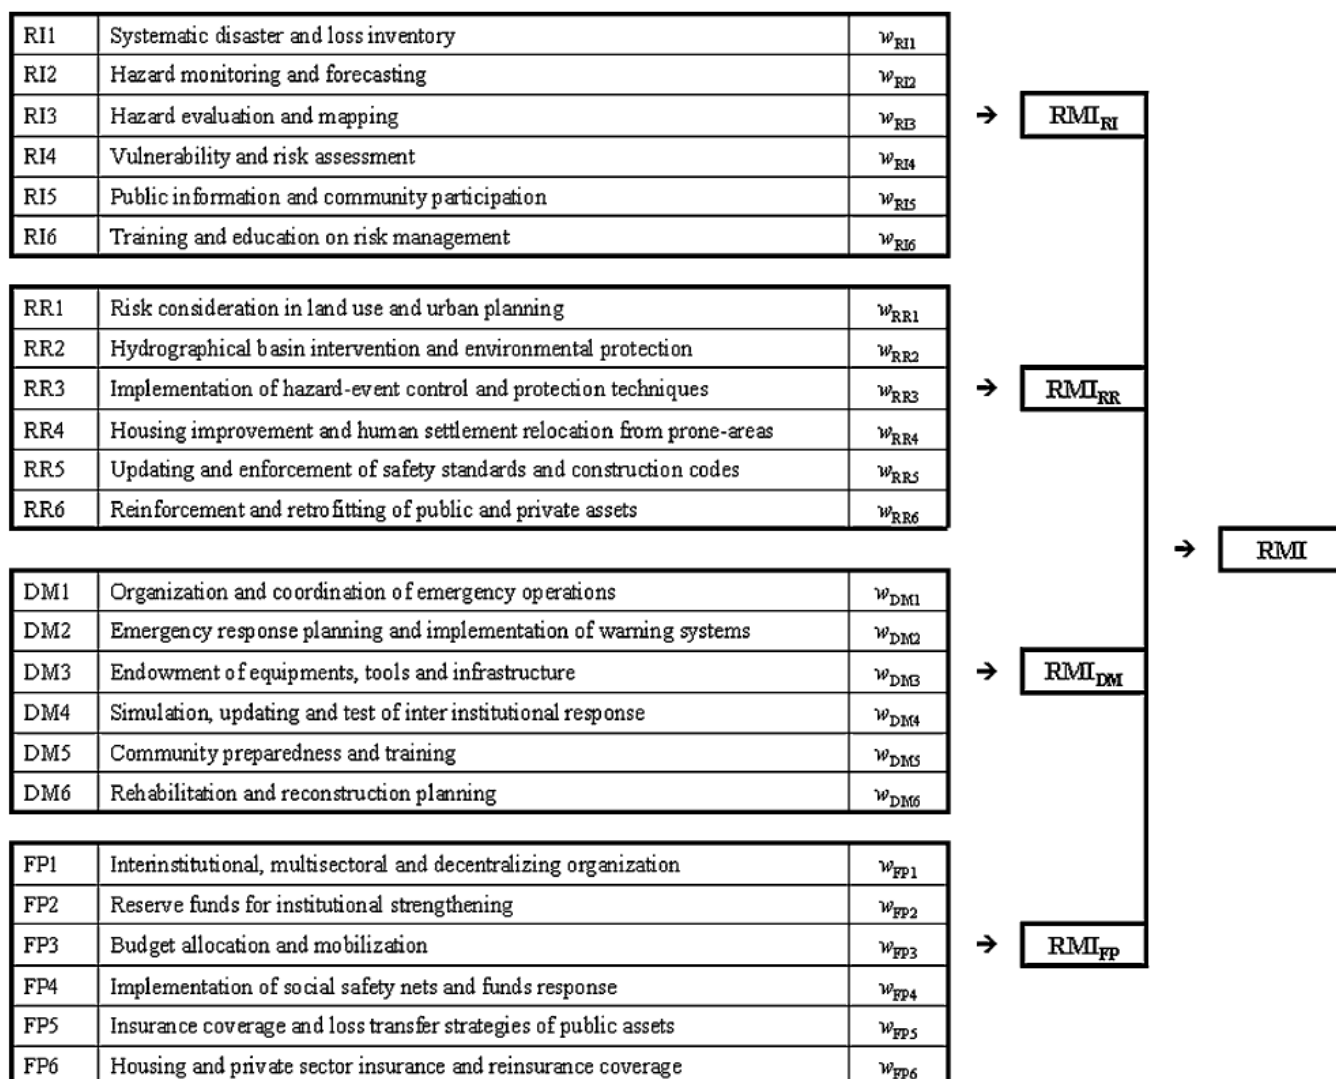 RI1 Systematic disaster and loss inventory wRI1
RI2 Hazard monitoring and forecasting wRI2
RI3 Hazard evaluation and mapping wRI3 → RMIRI
RI4 Vulnerability and risk assessment wRI4
RI5 Public information and community participation wRI5
RI6 Training and education on risk management wRI6
RR1 Risk consideration in land use and urban planning wRR1
RR2 Hydrographical basin intervention and environmental protection wRR2
RR3 Implementation of hazard-event control and protection techniques wRR3 → RMIRR
RR4 Housing improvement and human settlement relocation from prone-areas wRR4
RR5 Updating and enforcement of safety standards and construction codes wRR5
RR6 Reinforcement and retrofitting of public and private assets wRR6
→ RMI
DM1 Organization and coordination of emergency operations wDM1
DM2 Emergency response planning and implementation of warning systems wDM2
DM3 Endowment of equipments, tools and infrastructure wDM3 → RMIDM
DM4 Simulation, updating and test of inter institutional response wDM4
DM5 Community preparedness and training wDM5
DM6 Rehabilitation and reconstruction planning wDM6
FP1 Interinstitutional, multisectoral and decentralizing organization wFP1
FP2 Reserve funds for institutional strengthening wFP2
FP3 Budget allocation and mobilization wFP3 → RMIFP
FP4 Implementation of social safety nets and funds response wFP4
FP5 Insurance coverage and loss transfer strategies of public assets wFP5
FP6 Housing and private sector insurance and reinsurance coverage wFP6